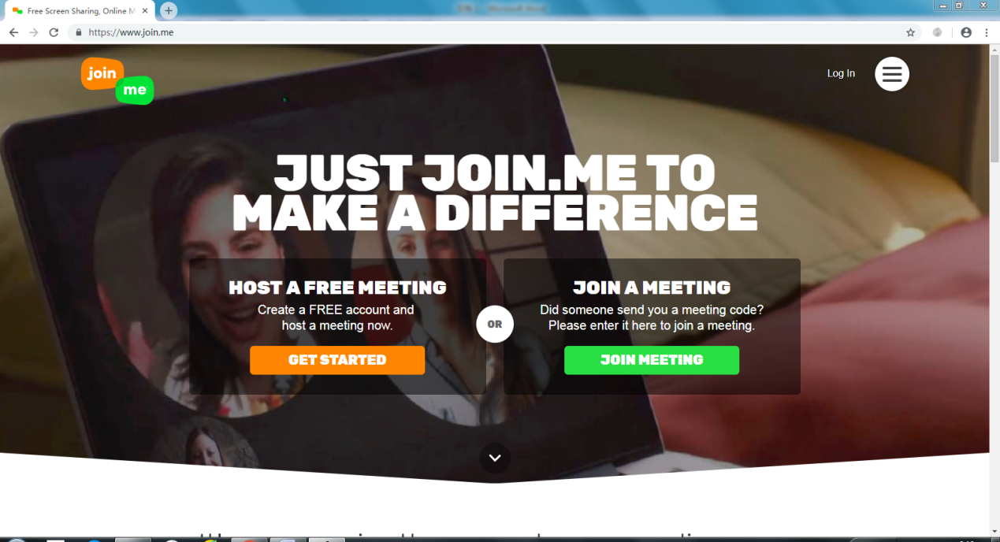 Free Screen Sharing, Online M
https://www.join.me
join
me
Log In
JUST JOIN.ME TO
MAKE A DIFFERENCE
HOST A FREE MEETING
Create a FREE account and
host a meeting now.
GET STARTED
OR
JOIN A MEETING
Did someone send you a meeting code?
Please enter it here to join a meeting.
JOIN MEETING